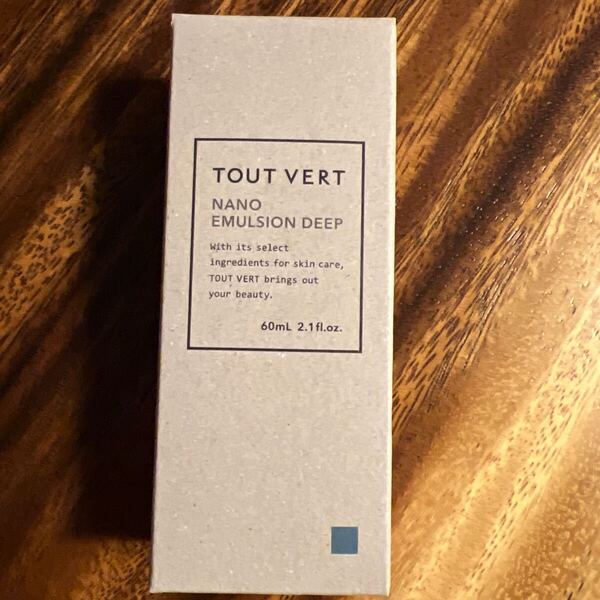 TOUT VERT
NANO
EMULSION DEEP
With its select
ingredients for skin care,
TOUT VERT brings out
your beauty.
60mL 2.1fl.oz.